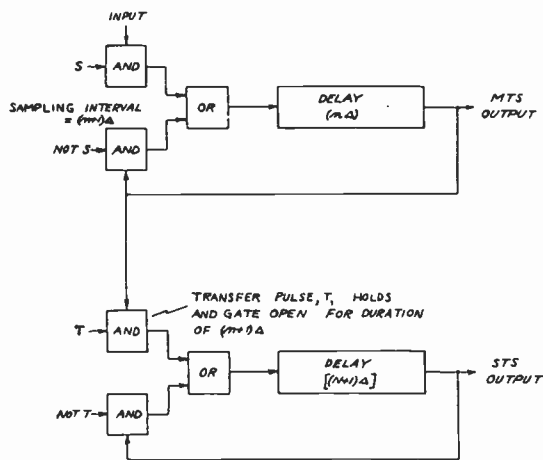 INPUT
S
AND
SAMPLING INTERVAL
= (n+1)Δ
OR
DELAY
(nΔ)
MTS
OUTPUT
NOT S
AND
TRANSFER PULSE, T, HOLDS
AND GATE OPEN FOR DURATION
OF (n+1)Δ
T
AND
OR
DELAY
[(N+1)Δ]
STS
OUTPUT
NOT T
AND